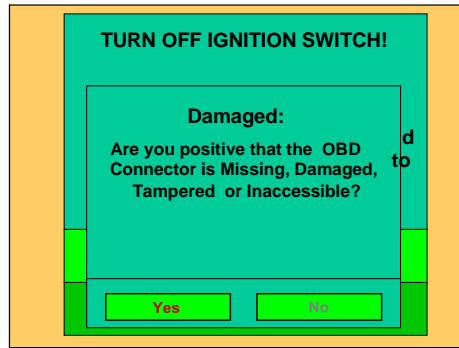 TURN OFF IGNITION SWITCH!
Damaged:
Are you positive that the OBD
Connector is Missing, Damaged,
Tampered or Inaccessible?
d
to
Yes
No